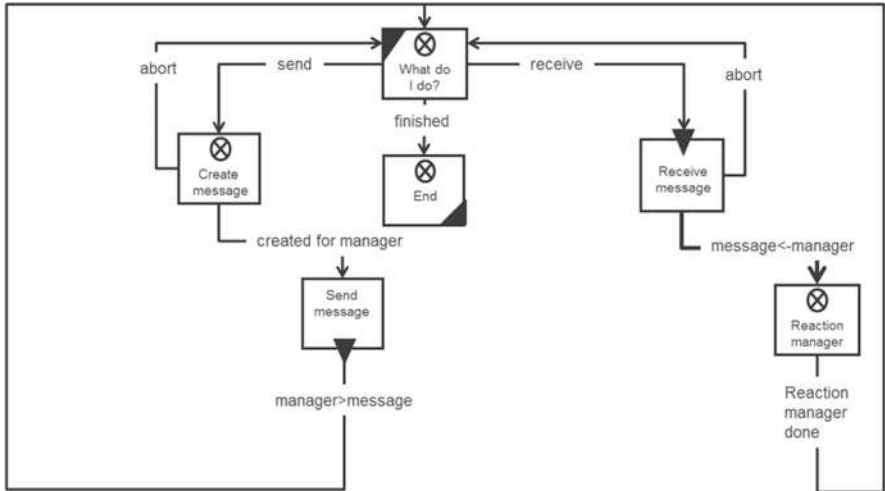 What do
I do?
abort
send
receive
abort
finished
Create
message
End
Receive
message
created for manager
message<-manager
Send
message
Reaction
manager
manager>message
Reaction
manager
done